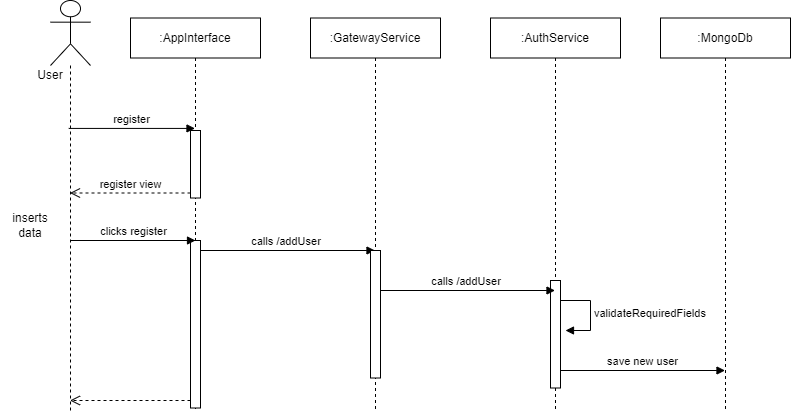 :AppInterface
:GatewayService
:AuthService
:MongoDb
User
register
register view
inserts
data
clicks register
calls /addUser
calls /addUser
validateRequiredFields
save new user